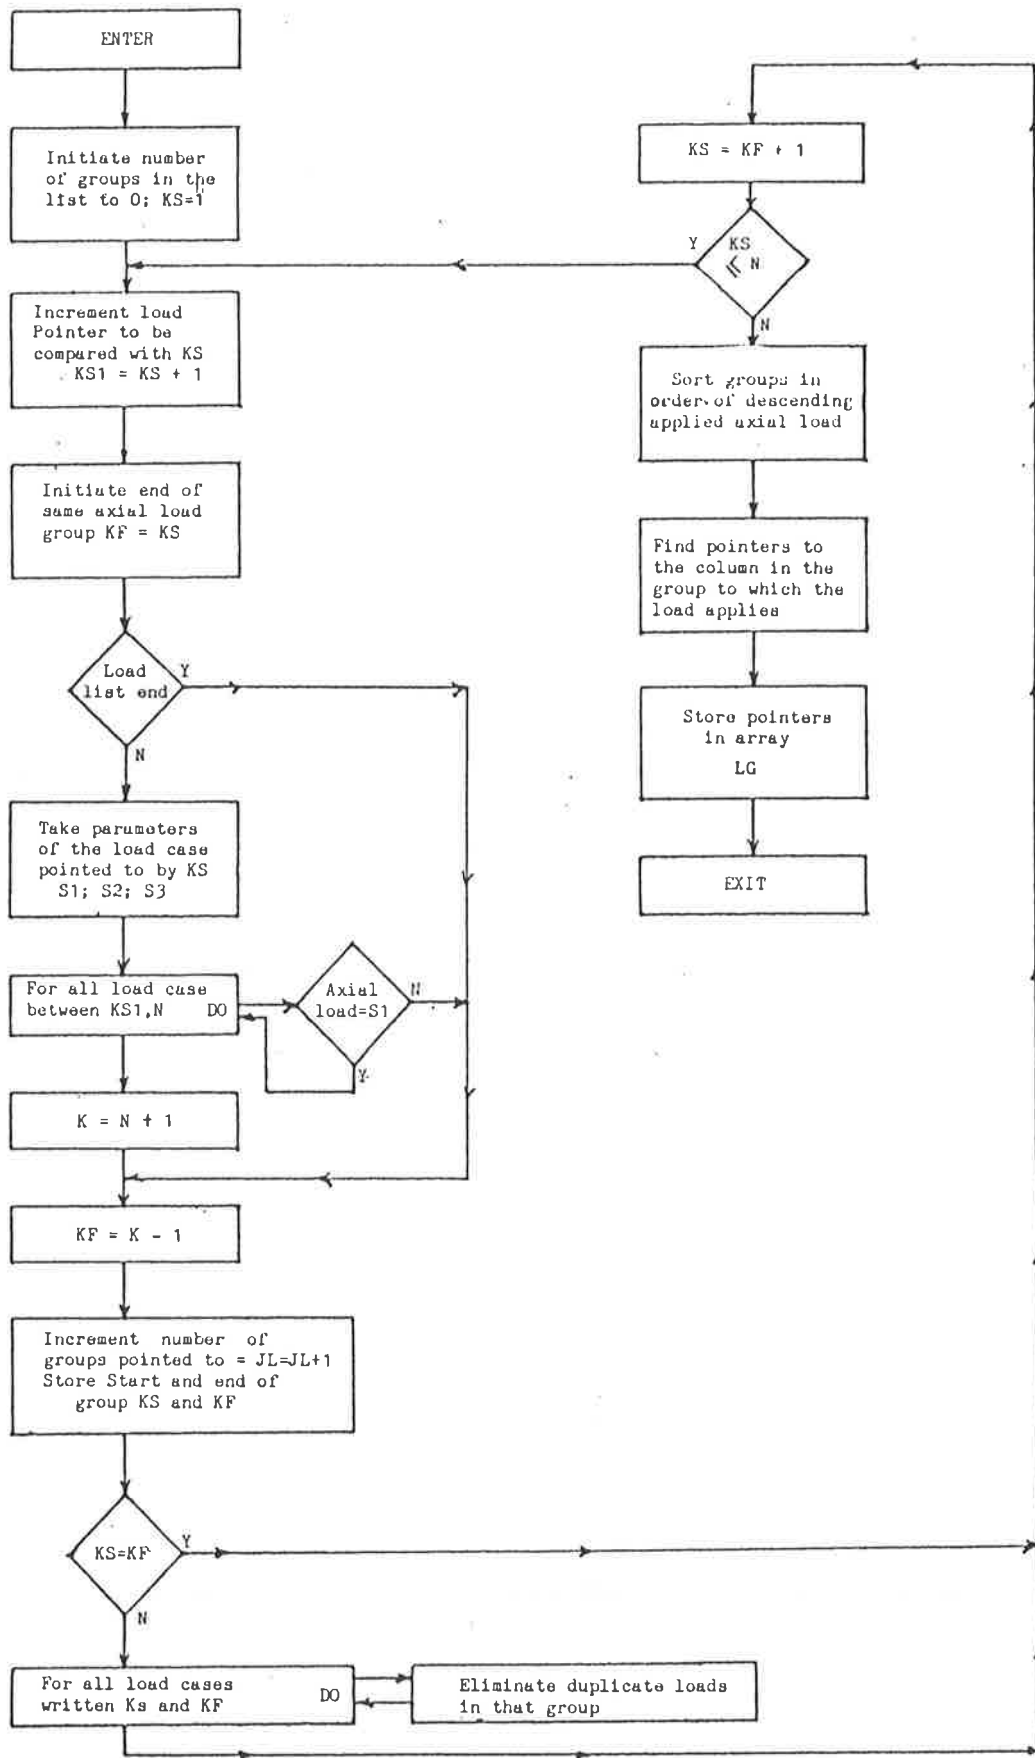 ENTER
Initiate number
of groups in the
list to 0; KS=1
Increment load
Pointer to be
compared with KS
KS1 = KS + 1
Initiate end of
same axial load
group KF = KS
Load
list end
Y
N
Take parameters
of the load case
pointed to by KS
S1; S2; S3
For all load case
between KS1,N DO
Axial
load=S1
N
Y
K = N + 1
KF = K - 1
Increment number of
groups pointed to = JL=JL+1
Store Start and end of
group KS and KF
KS=KF
Y
N
For all load cases
written Ks and KF DO
Eliminate duplicate loads
in that group
KS = KF + 1
KS
≤ N
Y
N
Sort groups in
order of descending
applied axial load
Find pointers to
the column in the
group to which the
load applies
Store pointers
in array
LG
EXIT